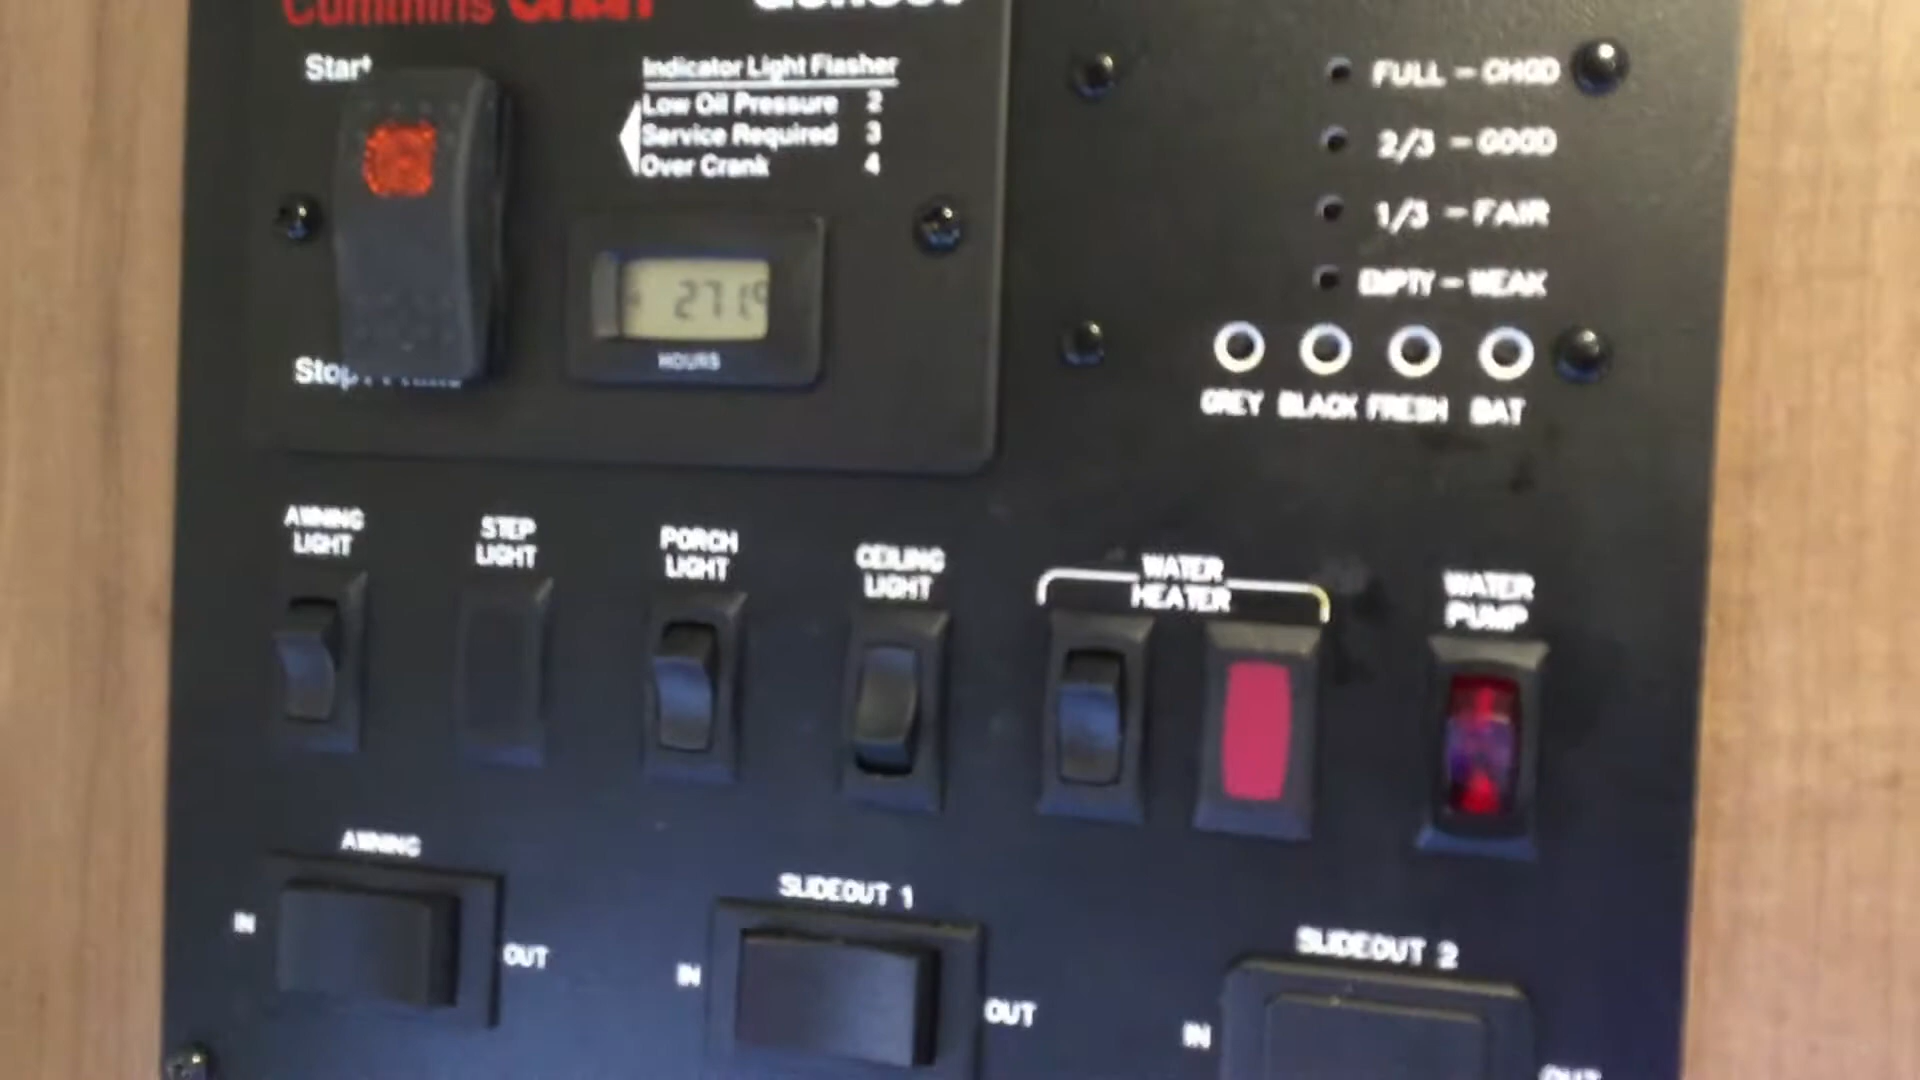 Cummins Onan
Start
Indicator Light Flasher
Low Oil Pressure 2
Service Required 3
Over Crank 4
HOURS
Stop
FULL - CHGD
2/3 - GOOD
1/3 - FAIR
EMPTY - WEAK
GREY BLACK FRESH BAT
AWNING
LIGHT
STEP
LIGHT
PORCH
LIGHT
CEILING
LIGHT
WATER
HEATER
WATER
PUMP
AWNING
IN
OUT
SLIDEOUT 1
IN
OUT
SLIDEOUT 2
IN
OUT